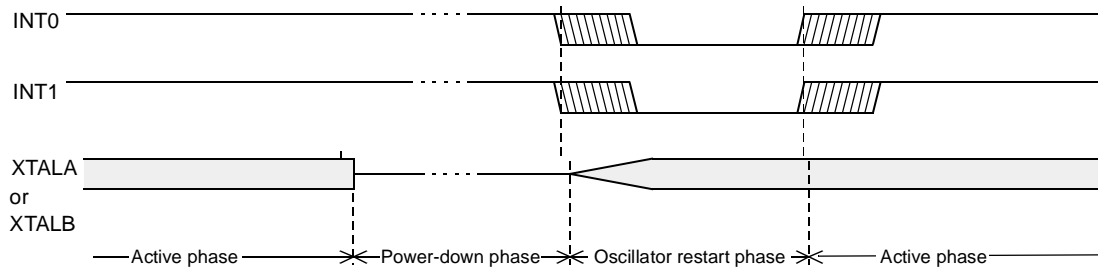 INT0
INT1
XTALA
or
XTALB
Active phase
Power-down phase
Oscillator restart phase
Active phase